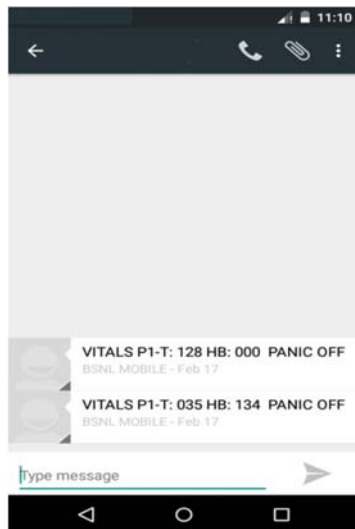 11:10
VITALS P1-T: 128 HB: 000 PANIC OFF
BSNL MOBILE - Feb 17
VITALS P1-T: 035 HB: 134 PANIC OFF
BSNL MOBILE - Feb 17
Type message